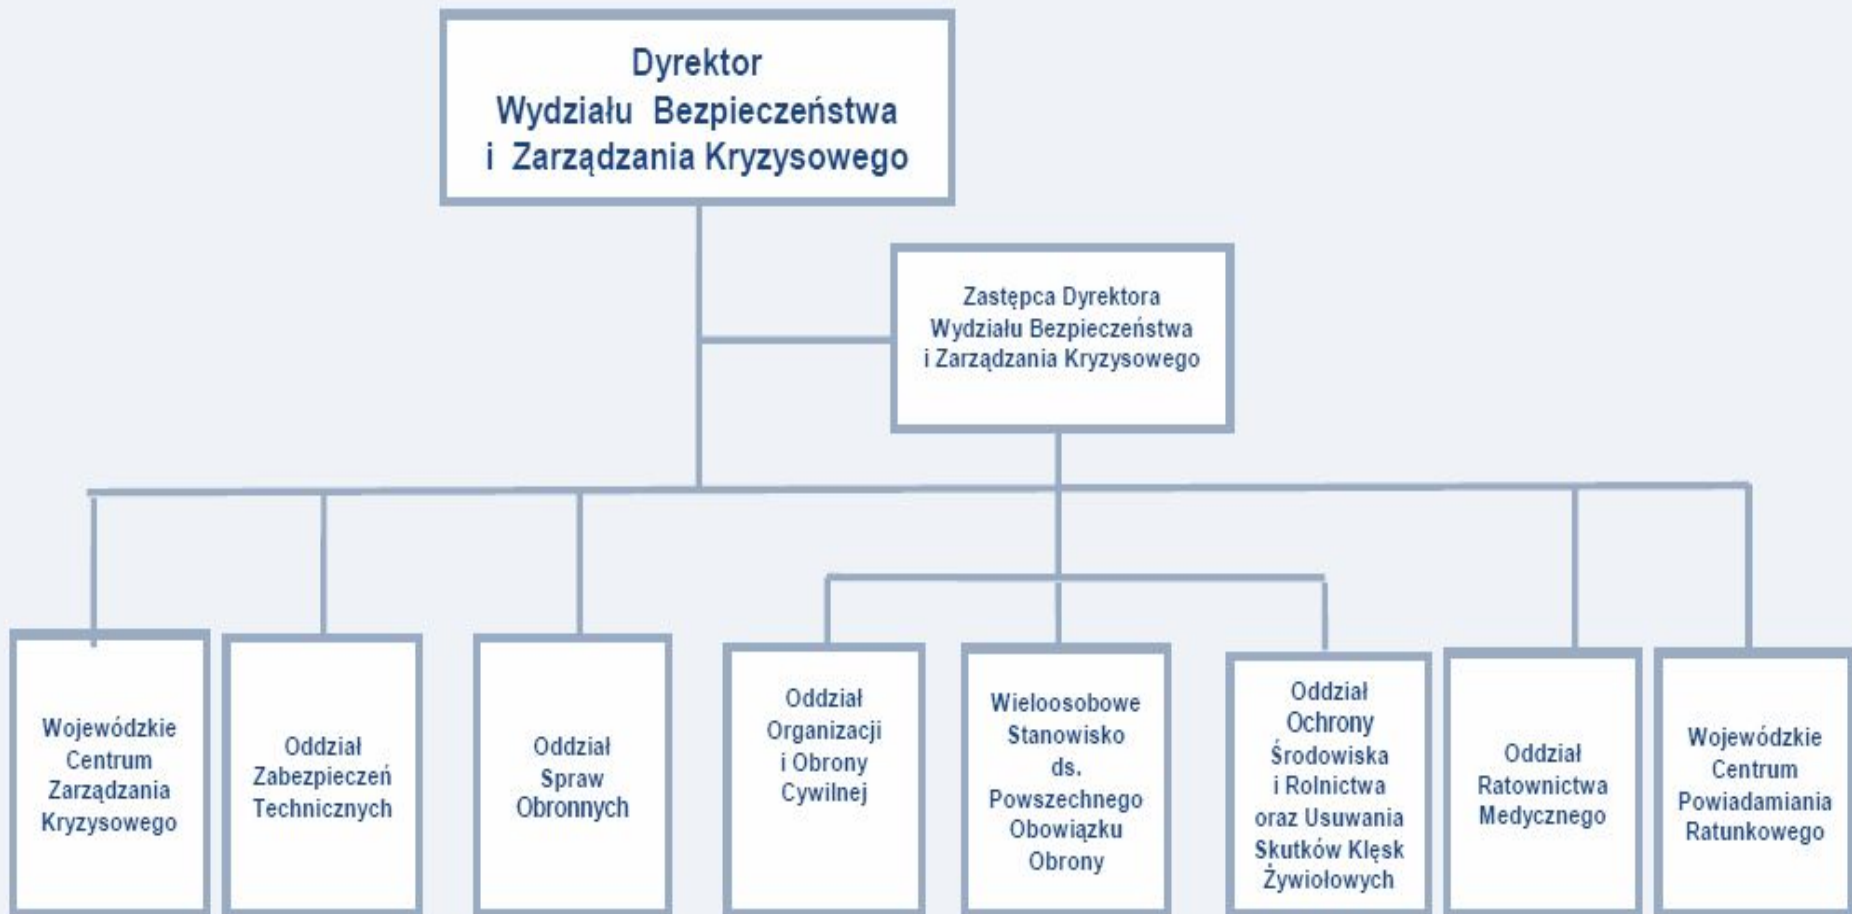 Dyrektor
Wydziału Bezpieczeństwa
i Zarządzania Kryzysowego
Zastępca Dyrektora
Wydziału Bezpieczeństwa
i Zarządzania Kryzysowego
Wojewódzkie
Centrum
Zarządzania
Kryzysowego
Oddział
Zabezpieczeń
Technicznych
Oddział
Spraw
Obronnych
Oddział
Organizacji
i Obrony
Cywilnej
Wieloosobowe
Stanowisko
ds.
Powszechnego
Obowiązku
Obrony
Oddział
Ochrony
Środowiska
i Rolnictwa
oraz Usuwania
Skutków Klęsk
Żywiołowych
Oddział
Ratownictwa
Medycznego
Wojewódzkie
Centrum
Powiadamiania
Ratunkowego